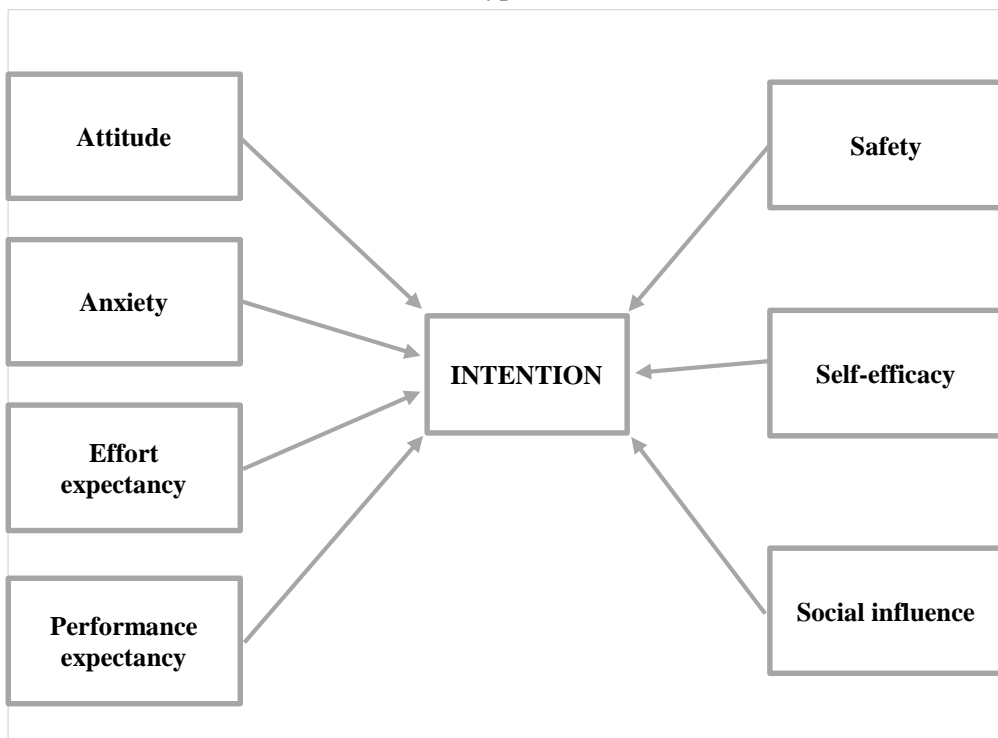 Attitude
Anxiety
Effort
expectancy
Performance
expectancy
INTENTION
Safety
Self-efficacy
Social influence